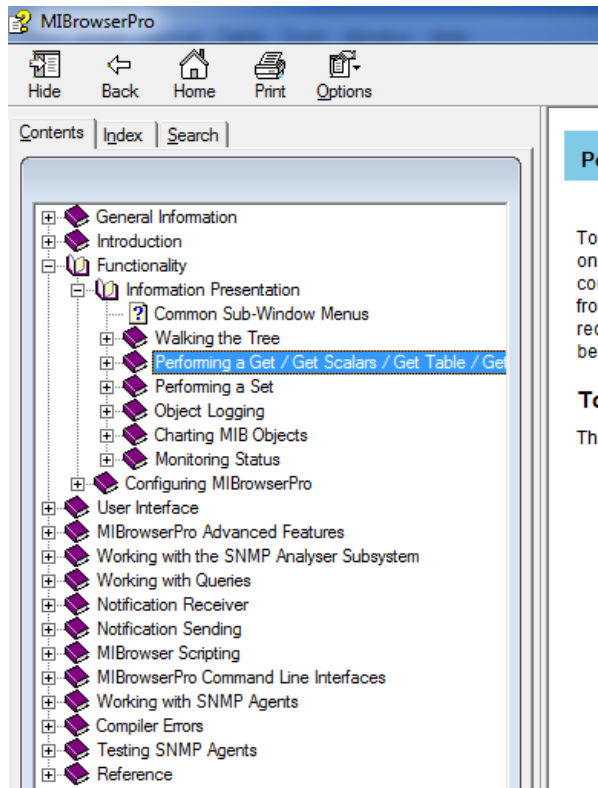 MIBrowserPro
Hide Back Home Print Options
Contents Index Search
General Information
Introduction
Functionality
Information Presentation
Common Sub-Window Menus
Walking the Tree
Performing a Get / Get Scalars / Get Table / Get
Performing a Set
Object Logging
Charting MIB Objects
Monitoring Status
Configuring MIBrowserPro
User Interface
MIBrowserPro Advanced Features
Working with the SNMP Analyser Subsystem
Working with Queries
Notification Receiver
Notification Sending
MIBrowser Scripting
MIBrowserPro Command Line Interfaces
Working with SNMP Agents
Compiler Errors
Testing SNMP Agents
Reference
To
on
fro
be
To
Th